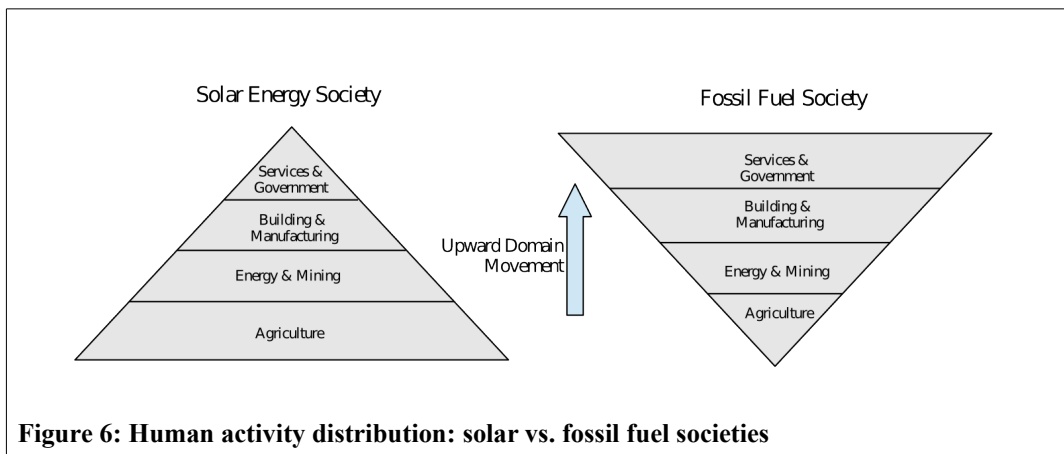 Solar Energy Society
Services &
Government
Building &
Manufacturing
Energy & Mining
Agriculture
Upward Domain
Movement
Fossil Fuel Society
Services &
Government
Building &
Manufacturing
Energy & Mining
Agriculture
Figure 6: Human activity distribution: solar vs. fossil fuel societies